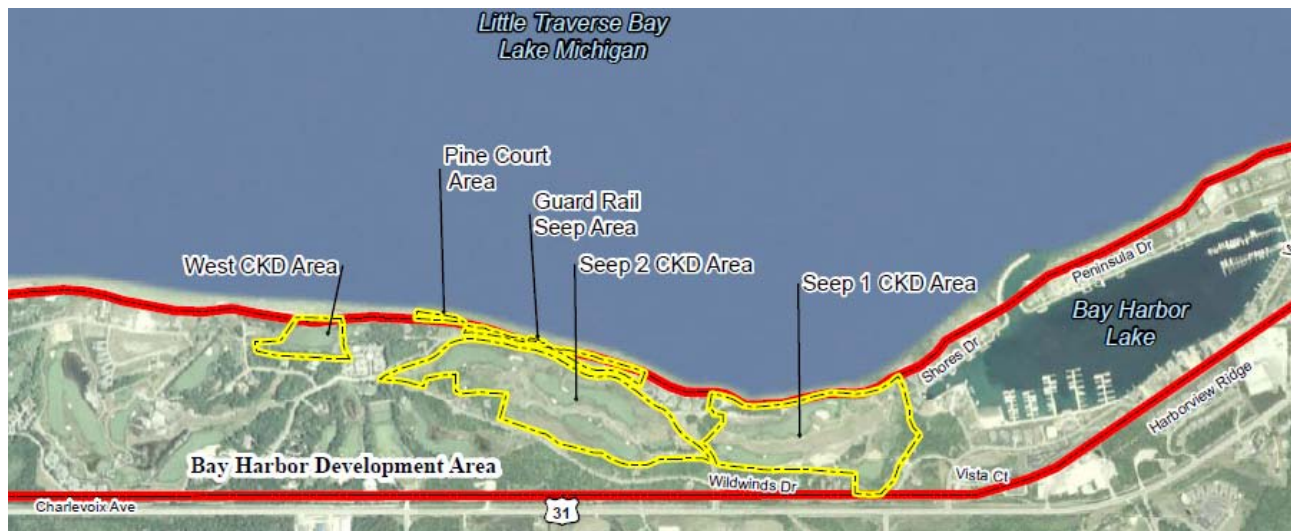 Little Traverse Bay
Lake Michigan
Pine Court
Area
Guard Rail
Seep Area
West CKD Area
Seep 2 CKD Area
Seep 1 CKD Area
Peninsula Dr
Bay Harbor
Lake
Shores Dr
Harborview Ridge
Bay Harbor Development Area
Wildwinds Dr
Vista Ct
Charlevoix Ave
31